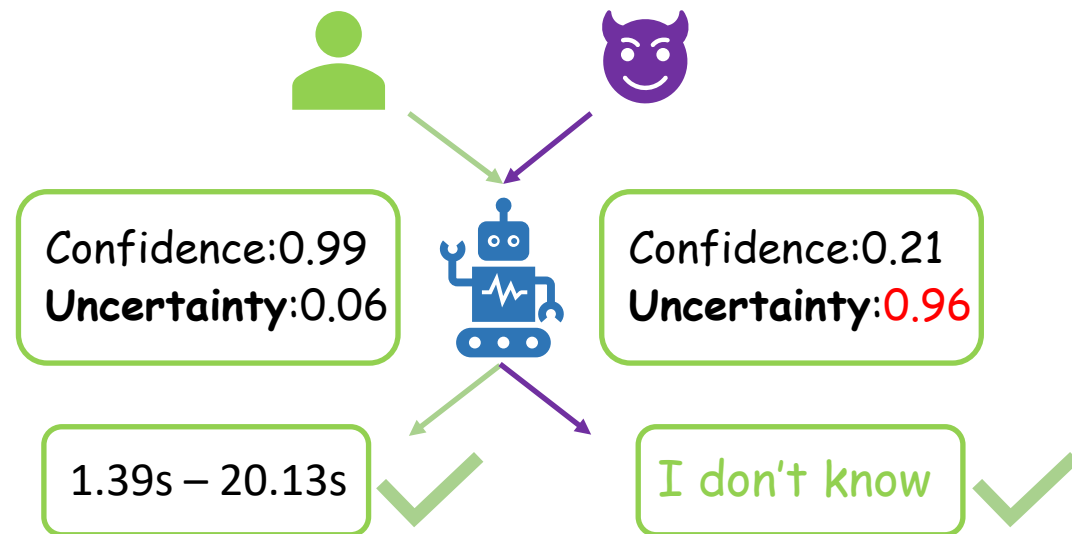 Confidence:0.99
Uncertainty:0.06
Confidence:0.21
Uncertainty:0.96
1.39s – 20.13s
I don't know